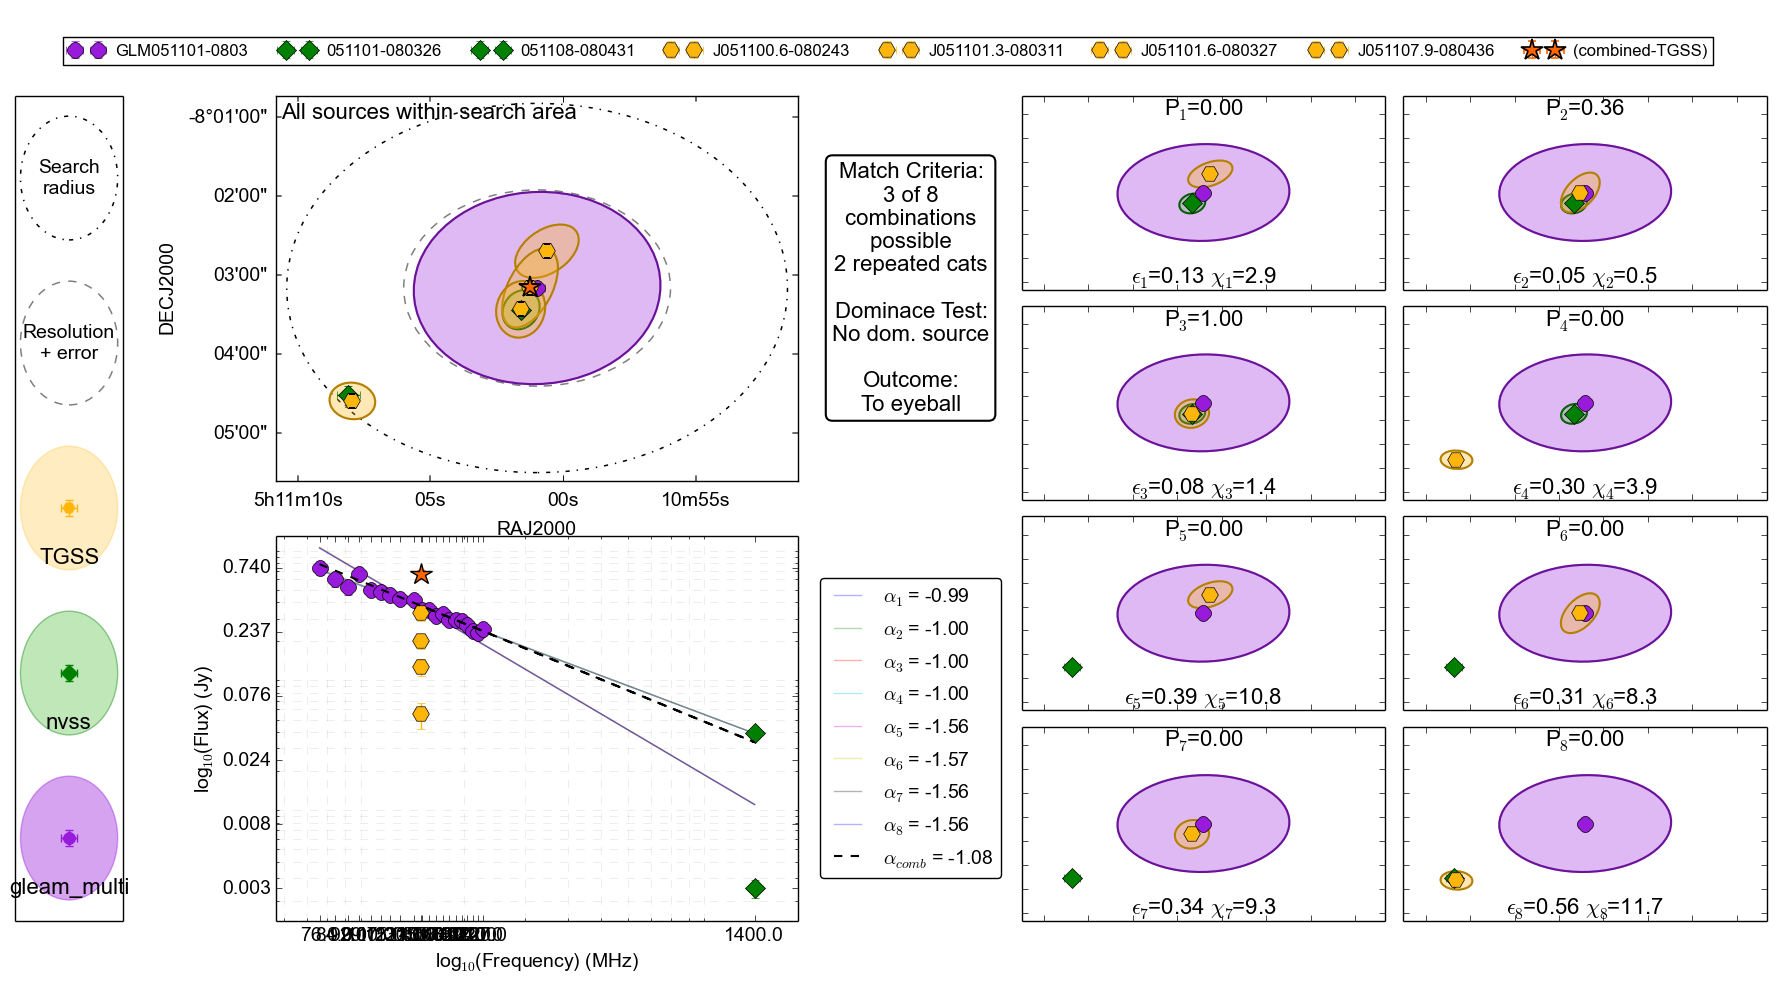 GLM051101-0803 051101-080326 051108-080431 J051100.6-080243 J051101.3-080311 J051101.6-080327 J051107.9-080436 (combined-TGSS)
Search
radius
Resolution
+ error
TGSS
nvss
gleam_multi
All sources within search area
DECJ2000
-8°01'00"
02'00"
03'00"
04'00"
05'00"
5h11m10s 05s 00s 10m55s
RAJ2000
Match Criteria:
3 of 8
combinations
possible
2 repeated cats
Dominace Test:
No dom. source
Outcome:
To eyeball
log10(Flux) (Jy)
0.740
0.237
0.076
0.024
0.008
0.003
1400.0
log10(Frequency) (MHz)
α1 = -0.99
α2 = -1.00
α3 = -1.00
α4 = -1.00
α5 = -1.56
α6 = -1.57
α7 = -1.56
α8 = -1.56
αcomb = -1.08
P1=0.00
ϵ1=0.13 χ1=2.9
P2=0.36
ϵ2=0.05 χ2=0.5
P3=1.00
ϵ3=0.08 χ3=1.4
P4=0.00
ϵ4=0.30 χ4=3.9
P5=0.00
ϵ5=0.39 χ5=10.8
P6=0.00
ϵ6=0.31 χ6=8.3
P7=0.00
ϵ7=0.34 χ7=9.3
P8=0.00
ϵ8=0.56 χ8=11.7